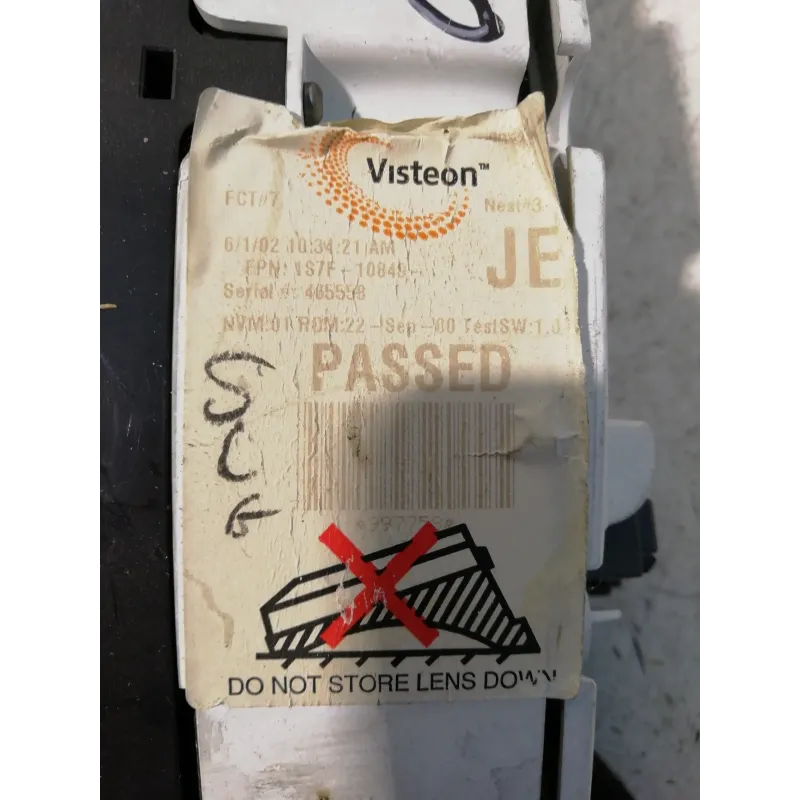 Visteon™
FCT#7 Nest#3
6/1/02 10:34:21 AM JE
FPN: 1S7F-10849-
Serial #: 465558
NVM:01 ROM:22-Sep-00 TestSW:1.0
PASSED
DO NOT STORE LENS DOWN